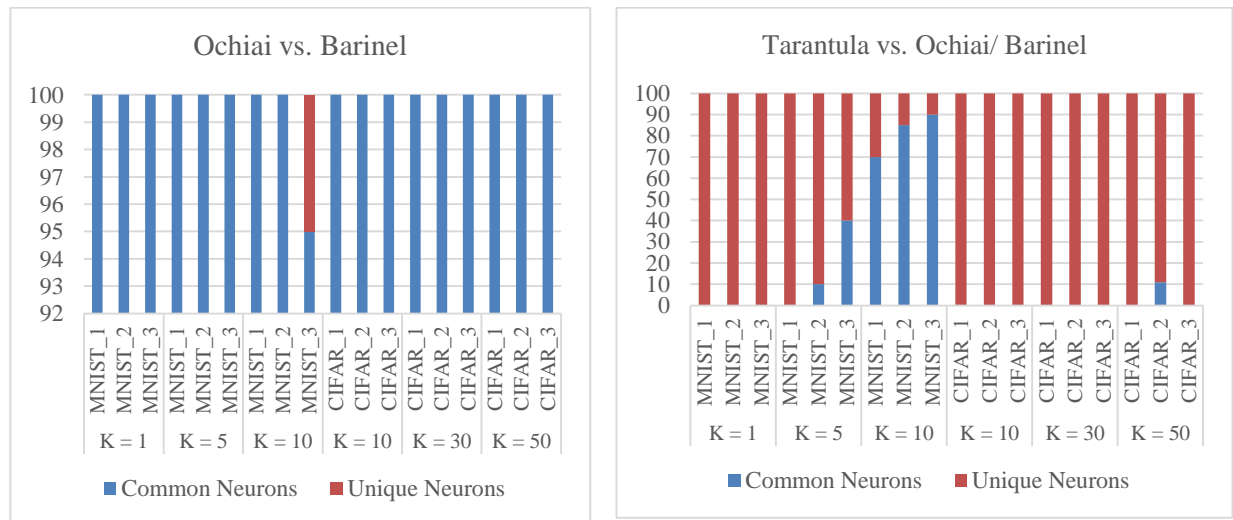 Ochiai vs. Barinel
100
99
98
97
96
95
94
93
92
MNIST_1
MNIST_2
MNIST_3
MNIST_1
MNIST_2
MNIST_3
MNIST_1
MNIST_2
MNIST_3
CIFAR_1
CIFAR_2
CIFAR_3
CIFAR_1
CIFAR_2
CIFAR_3
CIFAR_1
CIFAR_2
CIFAR_3
K = 1 K = 5 K = 10 K = 10 K = 30 K = 50
Common Neurons Unique Neurons
Tarantula vs. Ochiai/ Barinel
100
90
80
70
60
50
40
30
20
10
0
MNIST_1
MNIST_2
MNIST_3
MNIST_1
MNIST_2
MNIST_3
MNIST_1
MNIST_2
MNIST_3
CIFAR_1
CIFAR_2
CIFAR_3
CIFAR_1
CIFAR_2
CIFAR_3
CIFAR_1
CIFAR_2
CIFAR_3
K = 1 K = 5 K = 10 K = 10 K = 30 K = 50
Common Neurons Unique Neurons